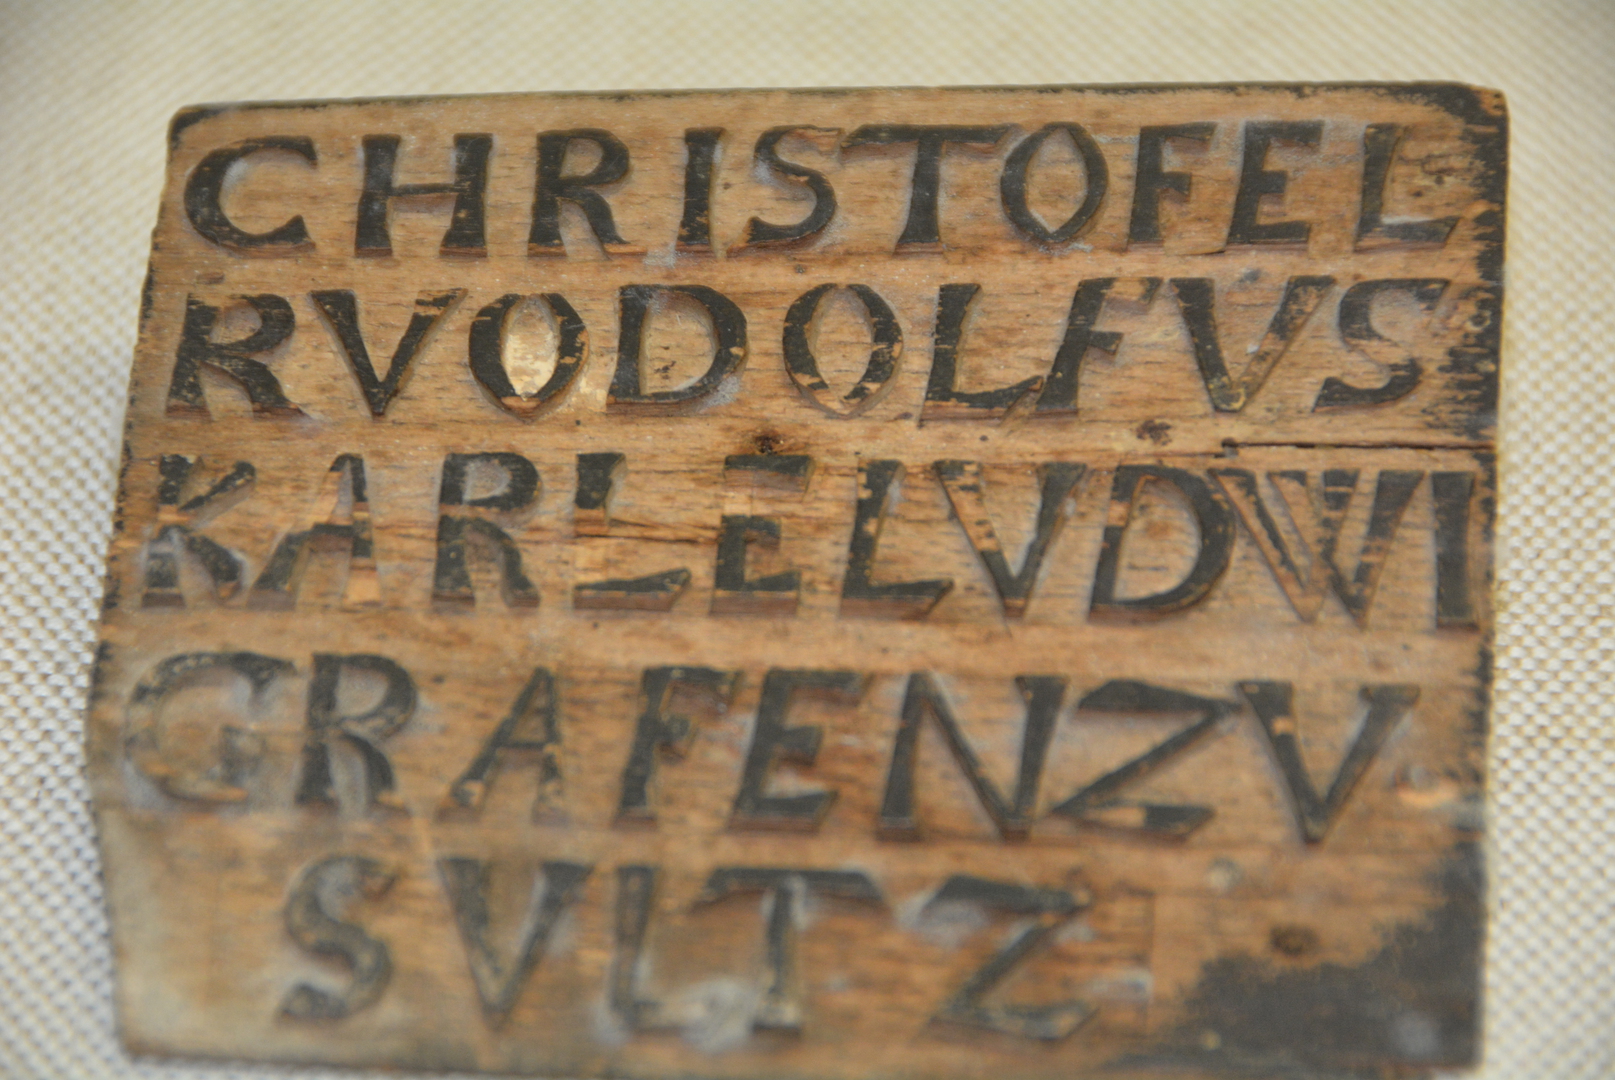 CHRISTOFEL
RVODOLFVS
KARLELVDWI
GRAFENZV
SVLTZ